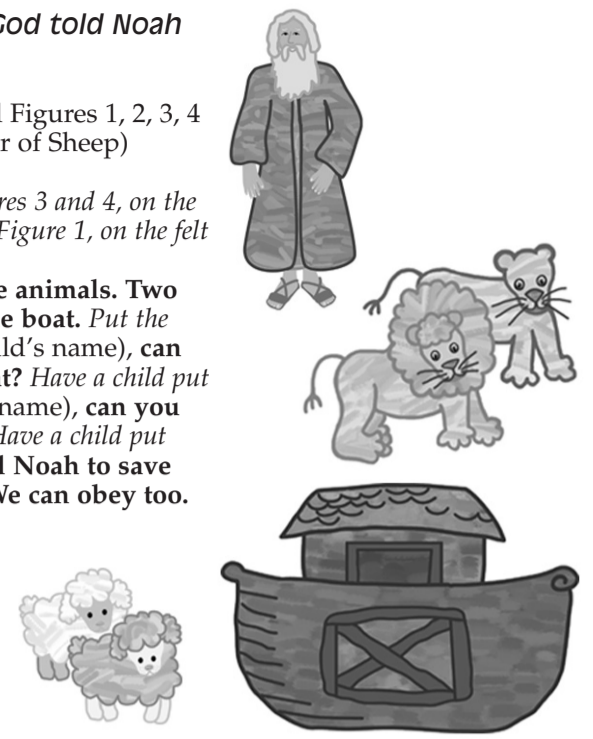 God told Noah
Figures 1, 2, 3, 4
r of Sheep)
res 3 and 4, on the
Figure 1, on the felt
e animals. Two
e boat. Put the
ld's name), can
t? Have a child put
name), can you
Have a child put
d Noah to save
We can obey too.